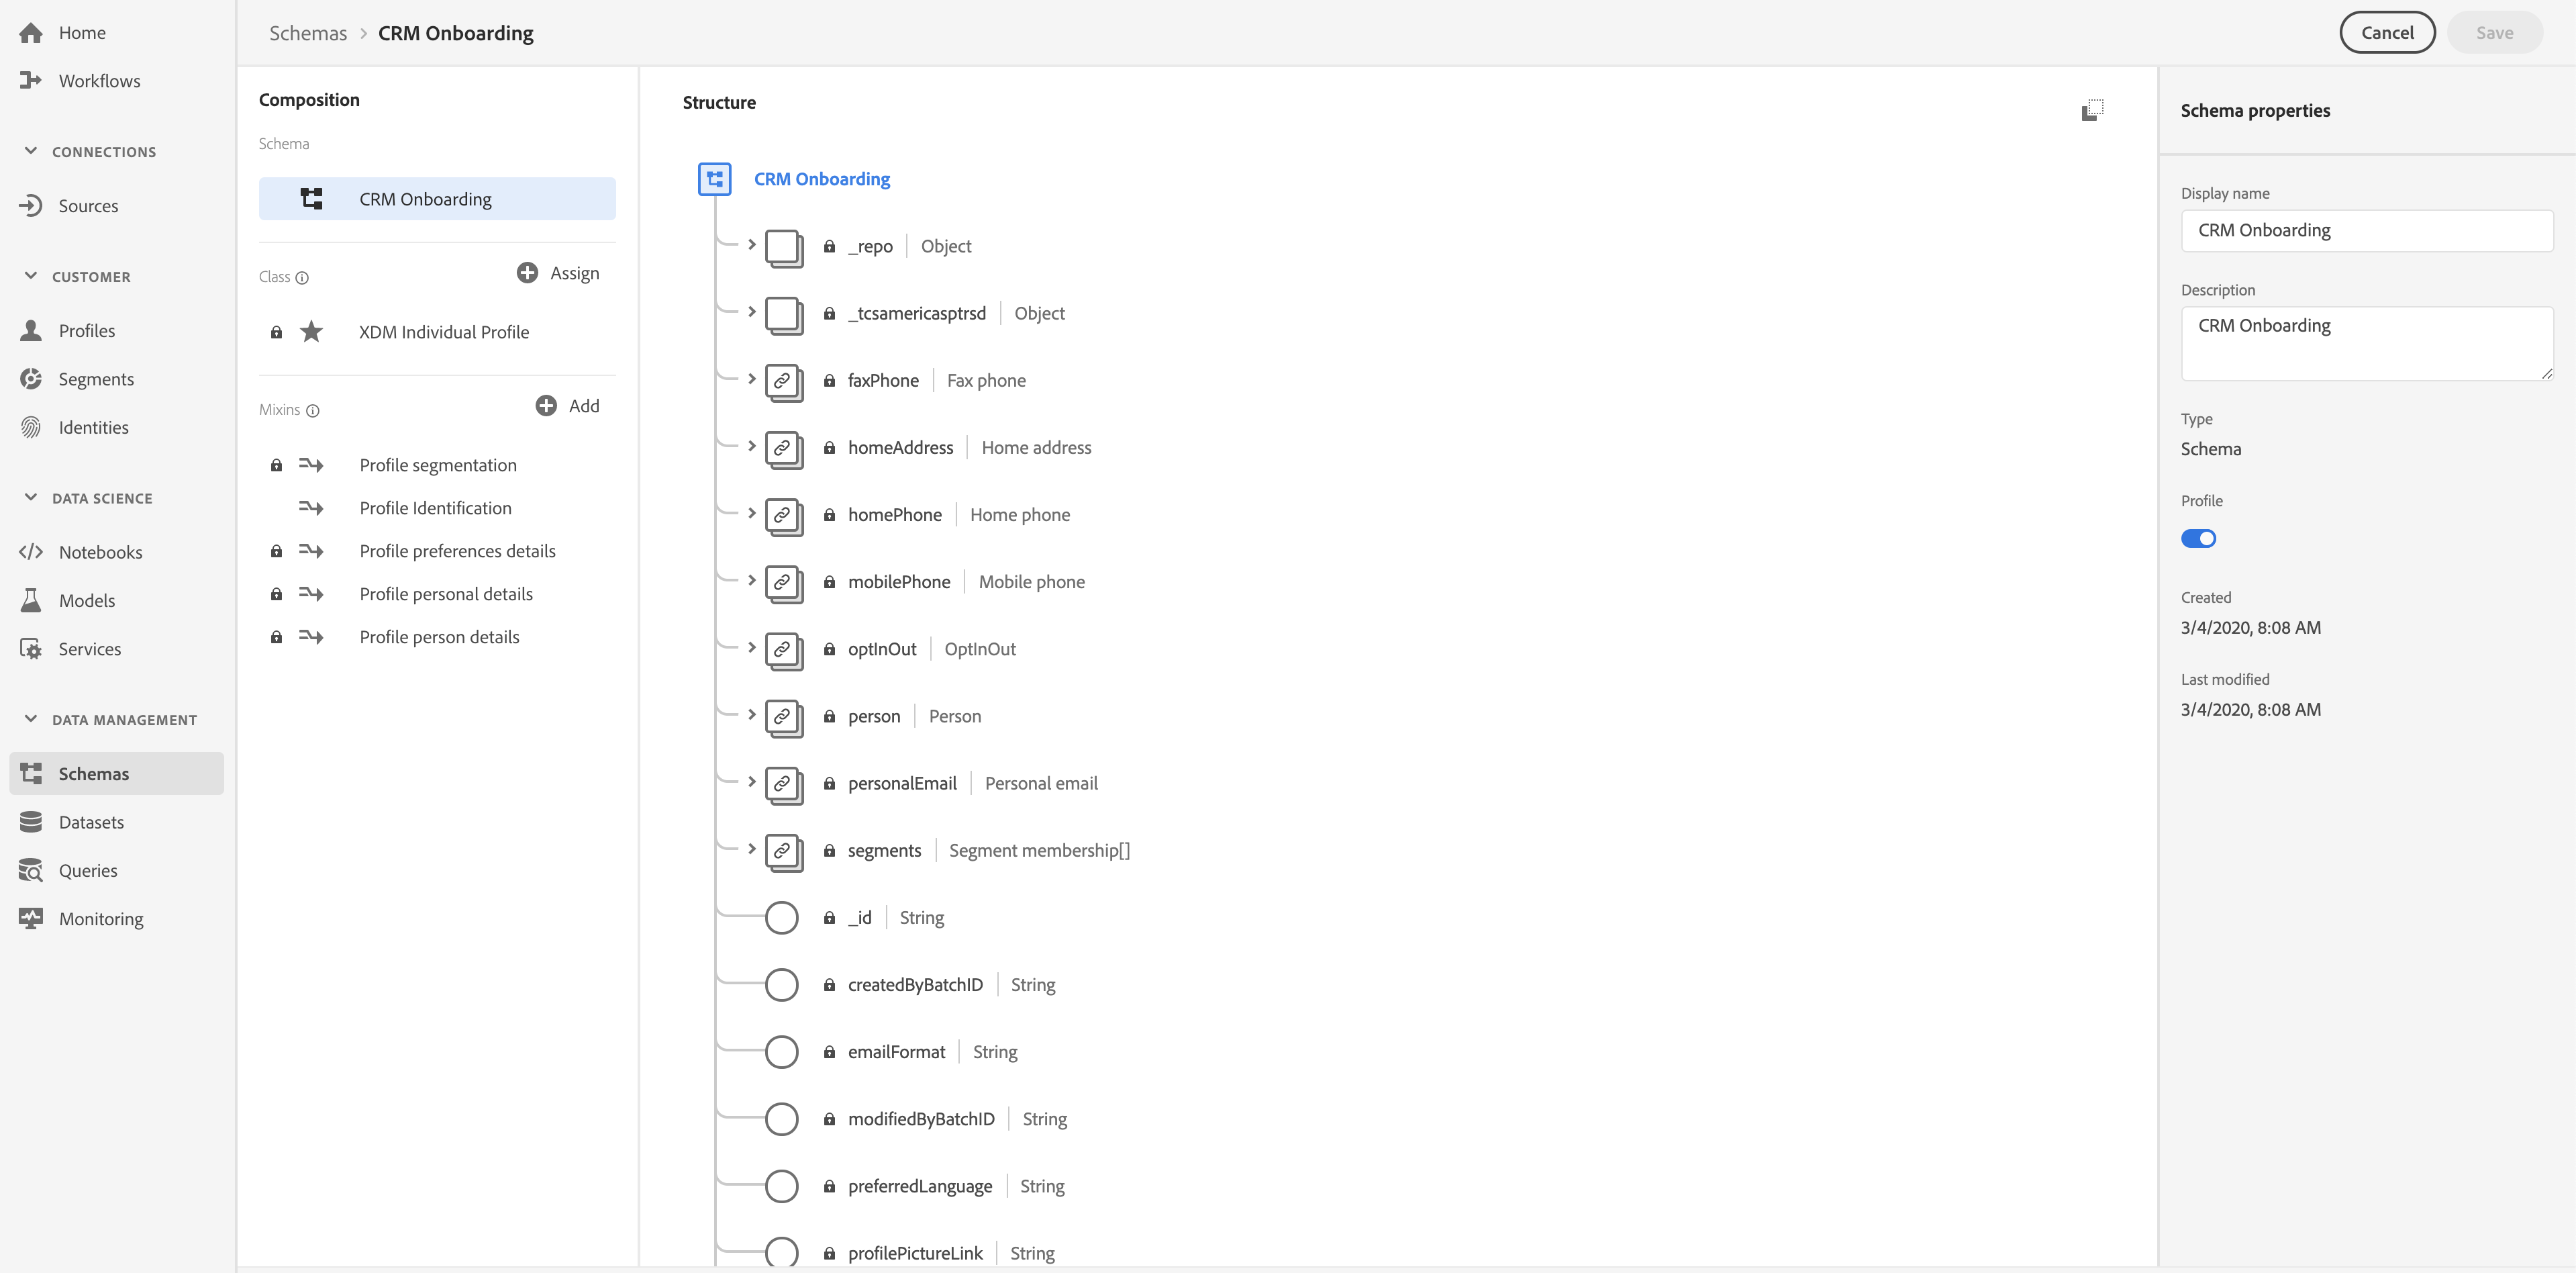 Home
Workflows
CONNECTIONS
Sources
CUSTOMER
Profiles
Segments
Identities
DATA SCIENCE
Notebooks
Models
Services
DATA MANAGEMENT
Schemas
Datasets
Queries
Monitoring
Schemas > CRM Onboarding
Cancel
Save
Composition
Schema
CRM Onboarding
Class
Assign
XDM Individual Profile
Mixins
Add
Profile segmentation
Profile Identification
Profile preferences details
Profile personal details
Profile person details
Structure
CRM Onboarding
_repo | Object
_tcsamericasptrsd | Object
faxPhone | Fax phone
homeAddress | Home address
homePhone | Home phone
mobilePhone | Mobile phone
optInOut | OptInOut
person | Person
personalEmail | Personal email
segments | Segment membership[]
_id | String
createdByBatchID | String
emailFormat | String
modifiedByBatchID | String
preferredLanguage | String
profilePictureLink | String
Schema properties
Display name
CRM Onboarding
Description
CRM Onboarding
Type
Schema
Profile
Created
3/4/2020, 8:08 AM
Last modified
3/4/2020, 8:08 AM